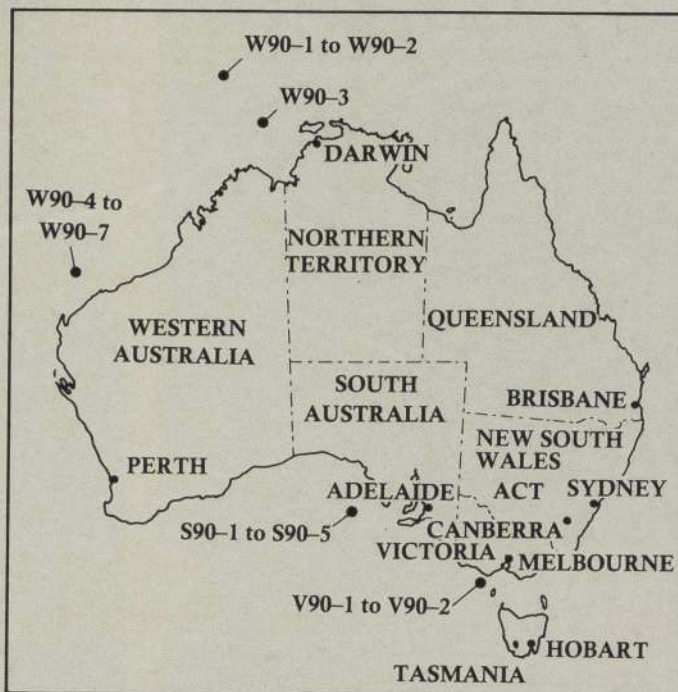 W90–1 to W90–2
W90–3
DARWIN
W90–4 to
W90–7
NORTHERN
TERRITORY
WESTERN
AUSTRALIA
QUEENSLAND
SOUTH
AUSTRALIA
BRISBANE
NEW SOUTH
WALES
PERTH
ADELAIDE
ACT
SYDNEY
S90–1 to S90–5
CANBERRA
VICTORIA
MELBOURNE
V90–1 to V90–2
HOBART
TASMANIA